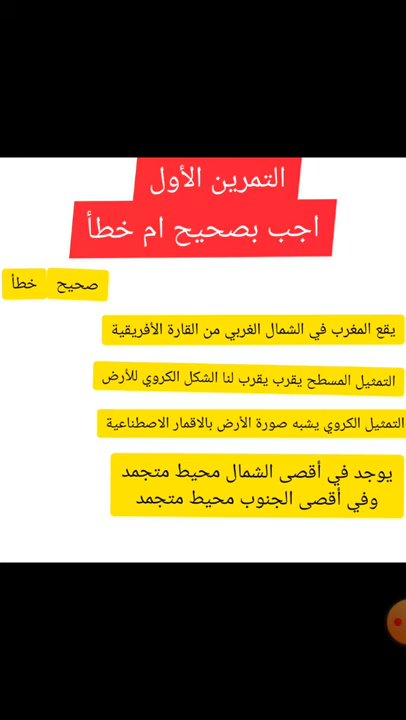 التمرين الأول
اجب بصحيح ام خطأ
صحيح خطأ
يقع المغرب في الشمال الغربي من القارة الأفريقية
التمثيل المسطح يقرب يقرب لنا الشكل الكروي للأرض
التمثيل الكروي يشبه صورة الأرض بالاقمار الاصطناعية
يوجد في أقصى الشمال محيط متجمد
وفي أقصى الجنوب محيط متجمد